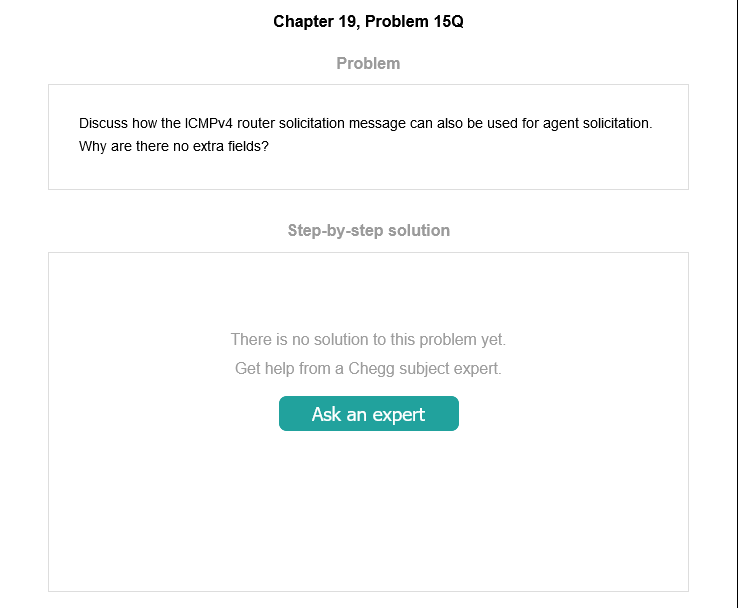 Chapter 19, Problem 15Q
Problem
Discuss how the ICMPv4 router solicitation message can also be used for agent solicitation.
Why are there no extra fields?
Step-by-step solution
There is no solution to this problem yet.
Get help from a Chegg subject expert.
Ask an expert